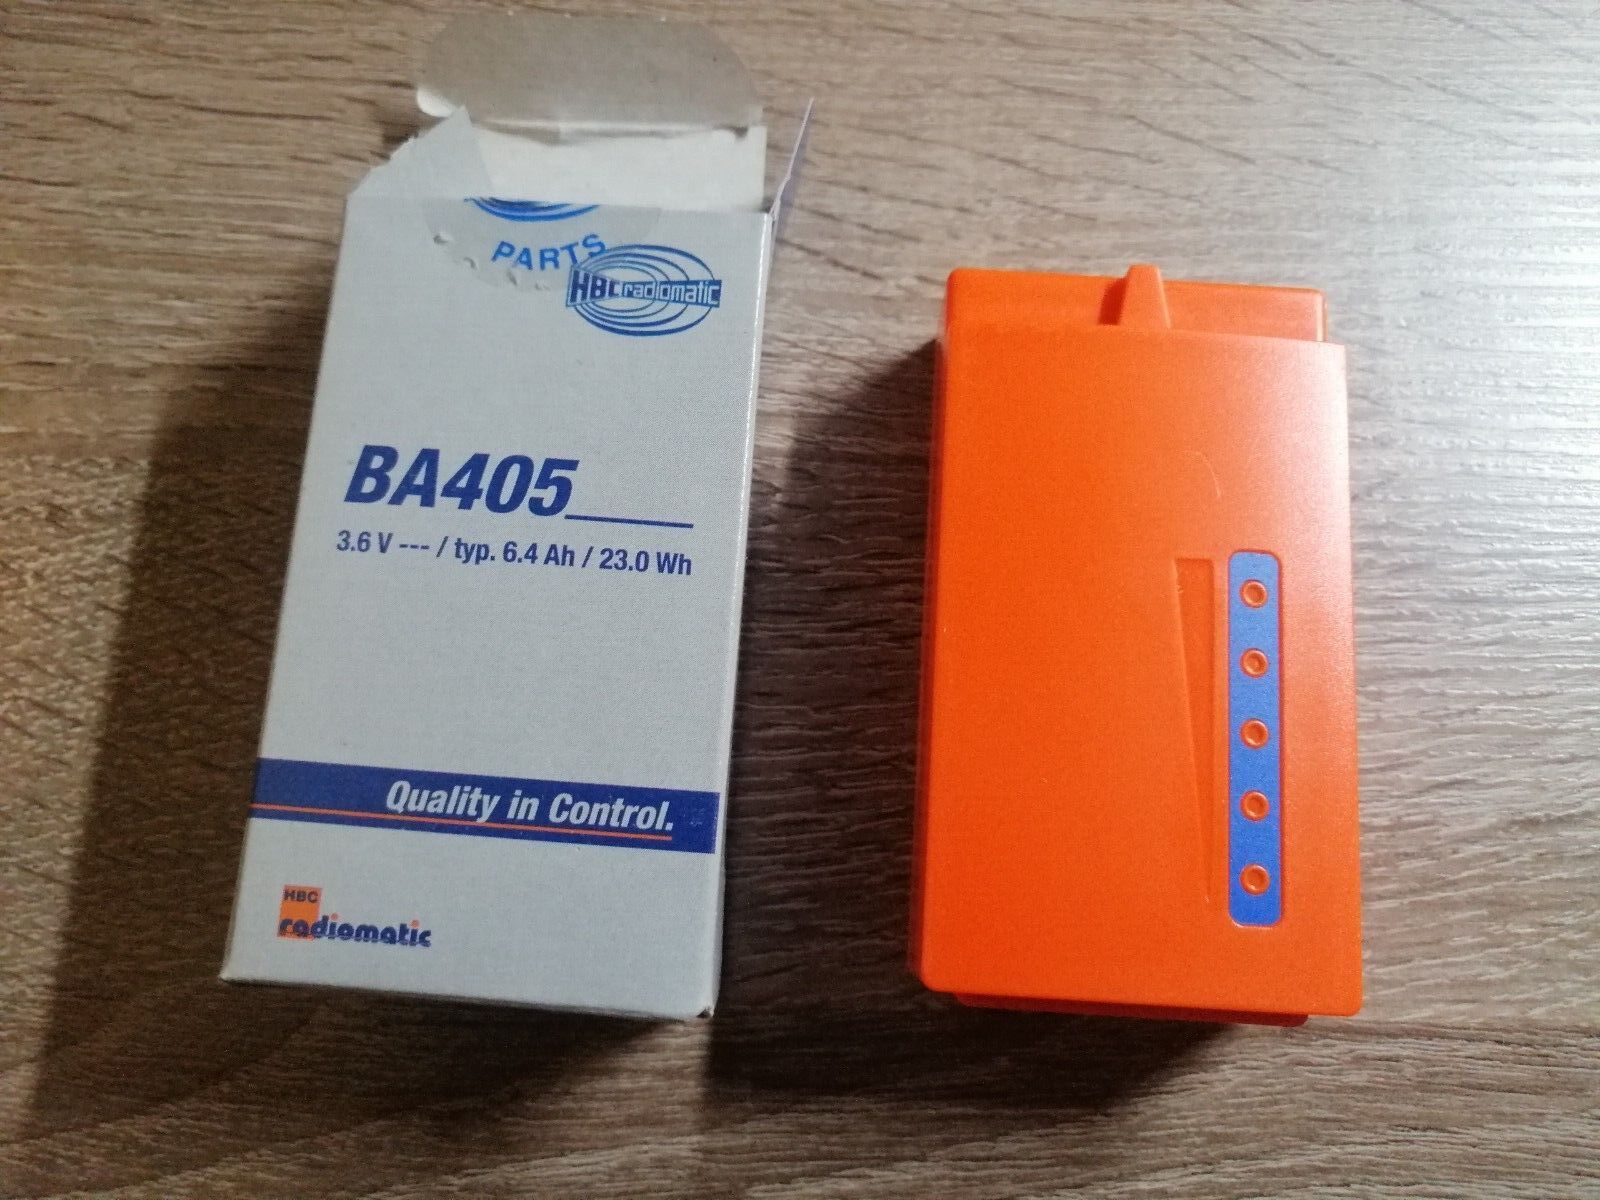 PARTS
HBC radiomatic
BA405
3.6 V --- / typ. 6.4 Ah / 23.0 Wh
Quality in Control.
HBC
radiomatic